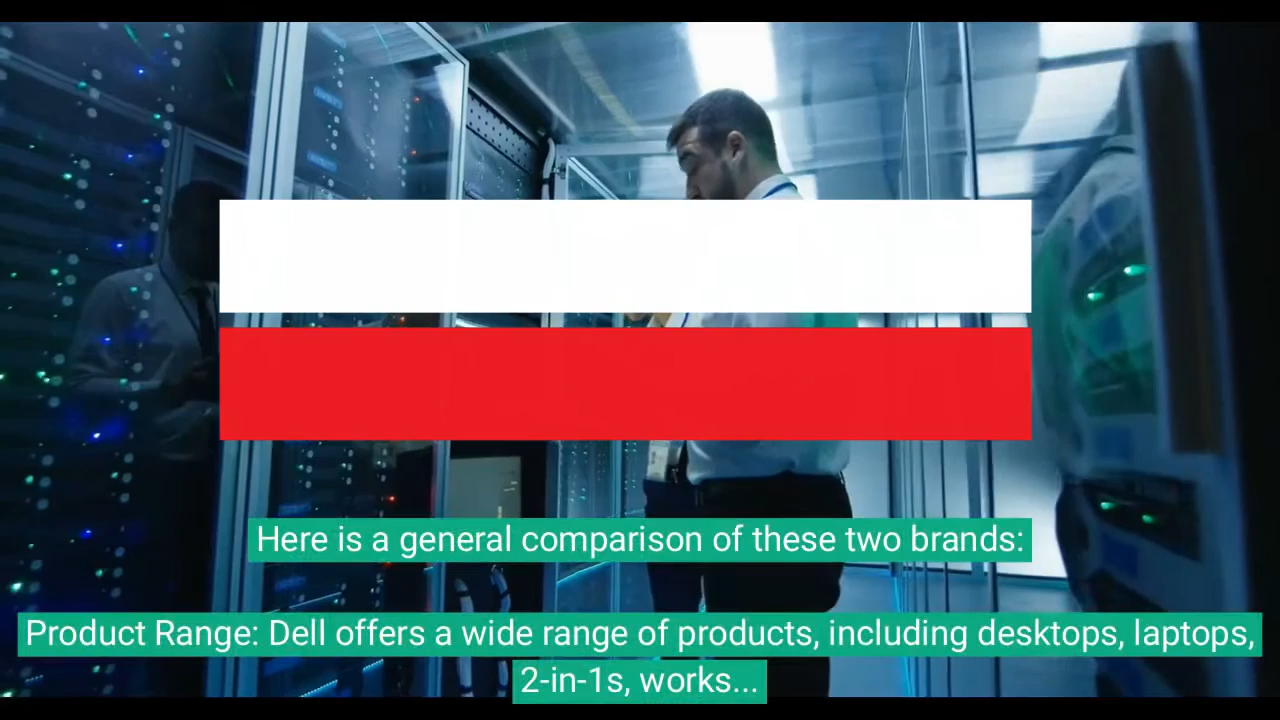 Here is a general comparison of these two brands:
Product Range: Dell offers a wide range of products, including desktops, laptops,
2-in-1s, works...